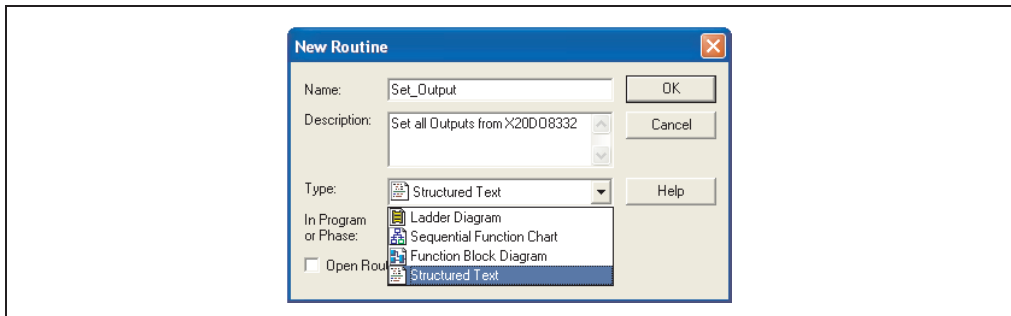 New Routine
Name: Set_Output OK
Description: Set all Outputs from X20DO8332 Cancel
Type: Structured Text Help
Ladder Diagram
In Program
or Phase:
Sequential Function Chart
Function Block Diagram
Open Rou
Structured Text